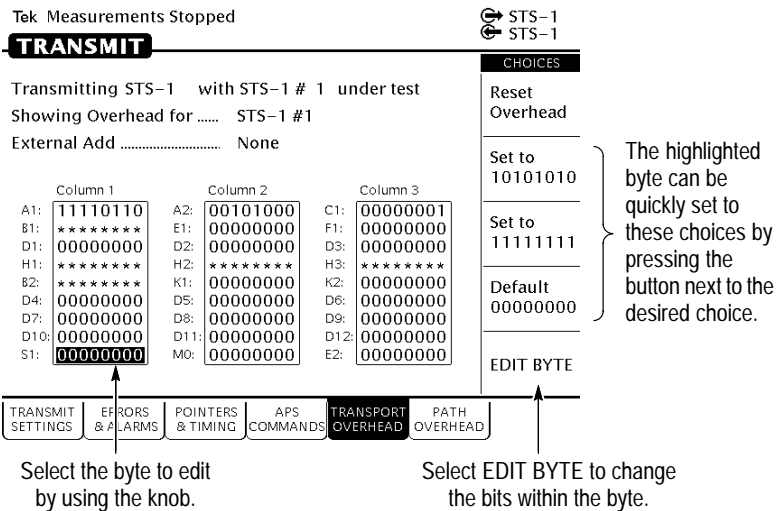 Tek Measurements Stopped
STS–1
STS–1
TRANSMIT
CHOICES
Transmitting STS–1 with STS–1 # 1 under test
Showing Overhead for ...... STS–1 #1
External Add ............................ None
Reset
Overhead
Set to
10101010
Set to
11111111
Default
00000000
EDIT BYTE
The highlighted
byte can be
quickly set to
these choices by
pressing the
button next to the
desired choice.
Column 1 Column 2 Column 3
A1: 11110110 A2: 00101000 C1: 00000001
B1: ******** E1: 00000000 F1: 00000000
D1: 00000000 D2: 00000000 D3: 00000000
H1: ******** H2: ******** H3: ********
B2: ******** K1: 00000000 K2: 00000000
D4: 00000000 D5: 00000000 D6: 00000000
D7: 00000000 D8: 00000000 D9: 00000000
D10: 00000000 D11: 00000000 D12: 00000000
S1: 00000000 M0: 00000000 E2: 00000000
TRANSMIT SETTINGS
ERRORS & ALARMS
POINTERS & TIMING
APS COMMANDS
TRANSPORT OVERHEAD
PATH OVERHEAD
Select the byte to edit
by using the knob.
Select EDIT BYTE to change
the bits within the byte.